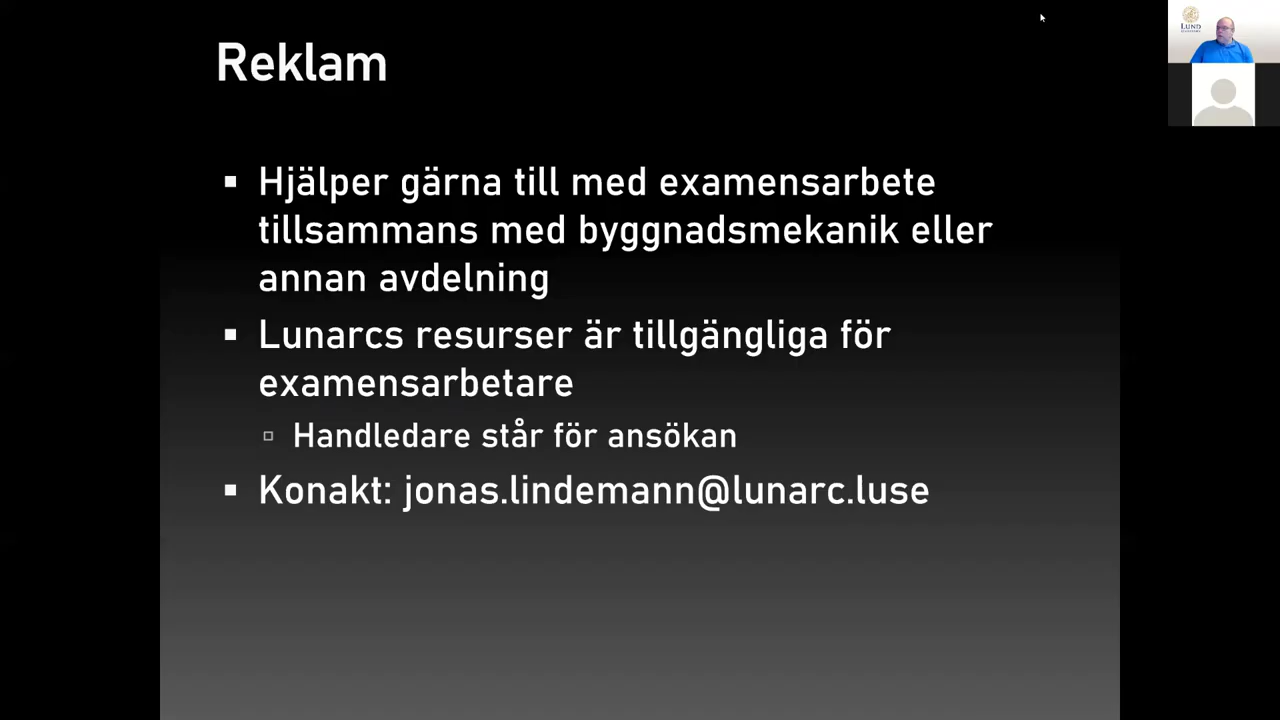 Reklam
Hjälper gärna till med examensarbete
tillsammans med byggnadsmekanik eller
annan avdelning
Lunarcs resurser är tillgängliga för
examensarbetare
Handledare står för ansökan
Konakt: jonas.lindemann@lunarc.luse
LUND